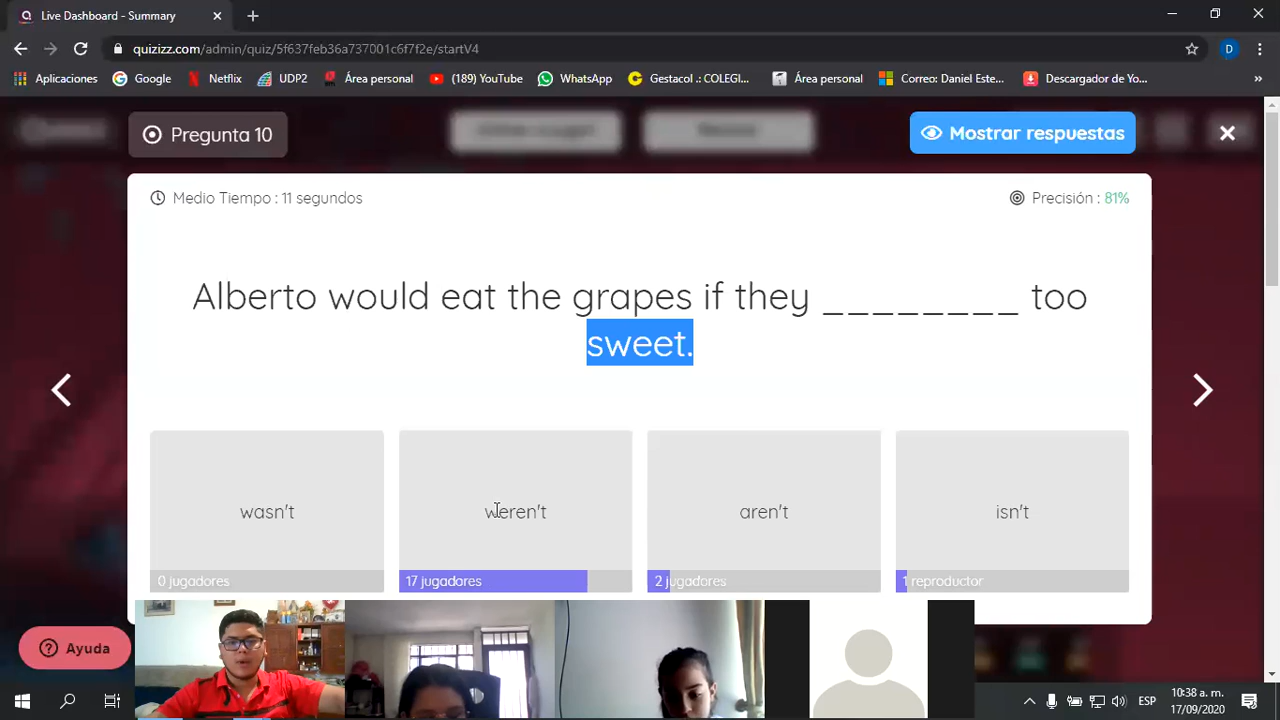 Live Dashboard - Summary
quizizz.com/admin/quiz/5f637feb36a737001c6f7f2e/startV4
D
Aplicaciones Google Netflix UDP2 Área personal (189) YouTube WhatsApp Gestacol .: COLEGI... Área personal Correo: Daniel Este... Descargador de Yo... »
Pregunta 10
Mostrar respuestas
Medio Tiempo : 11 segundos
Precisión : 81%
Alberto would eat the grapes if they ________ too
sweet.
wasn't weren't aren't isn't
0 jugadores 17 jugadores 2 jugadores 1 reproductor
Ayuda
ESP
10:38 a. m.
17/09/2020